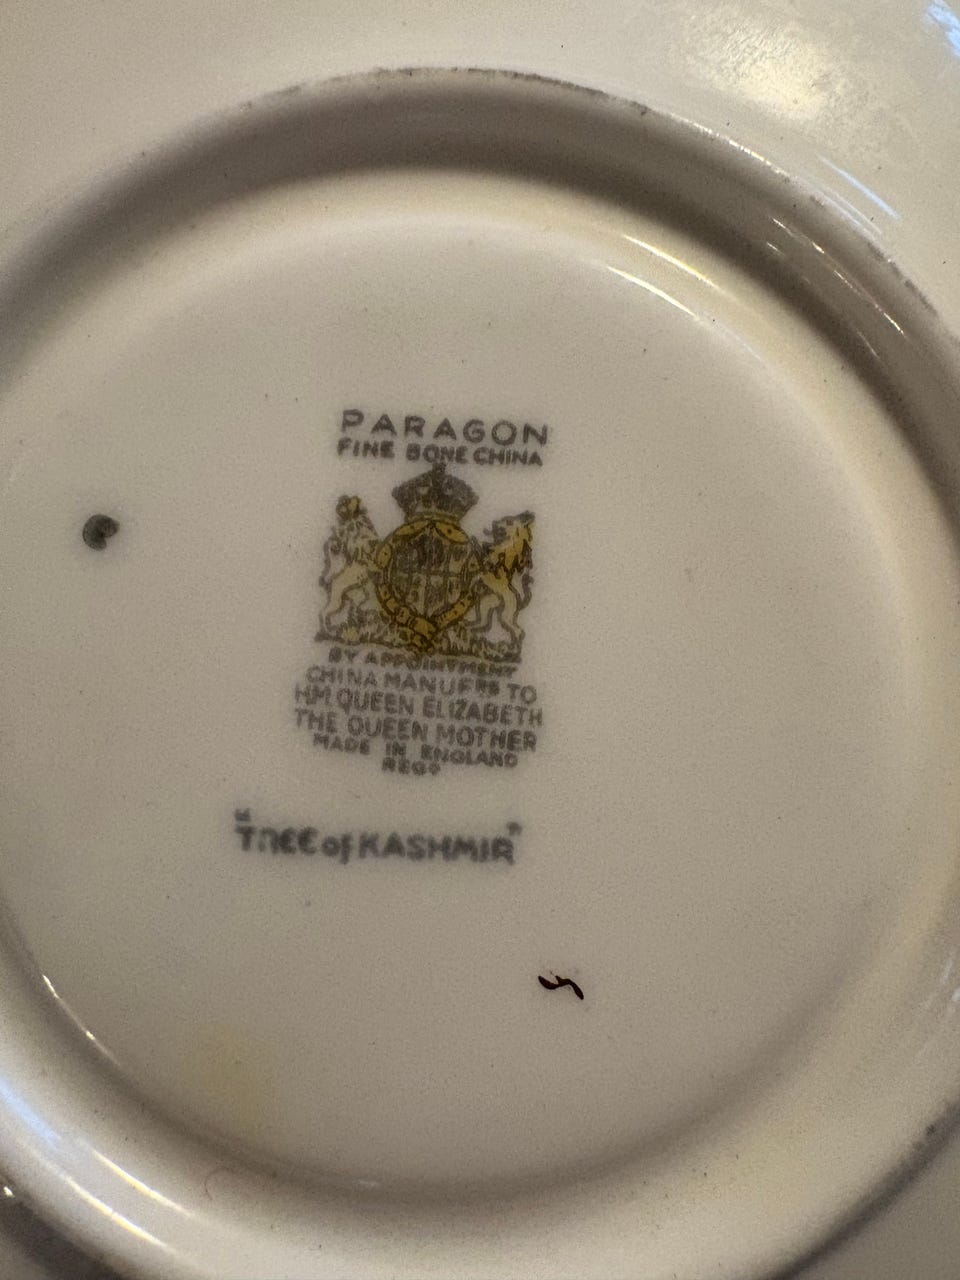 PARAGON
FINE BONE CHINA
BY APPOINTMENT
CHINA MANUFRS TO
H.M. QUEEN ELIZABETH
THE QUEEN MOTHER
MADE IN ENGLAND
REGD
"TREE of KASHMIR"